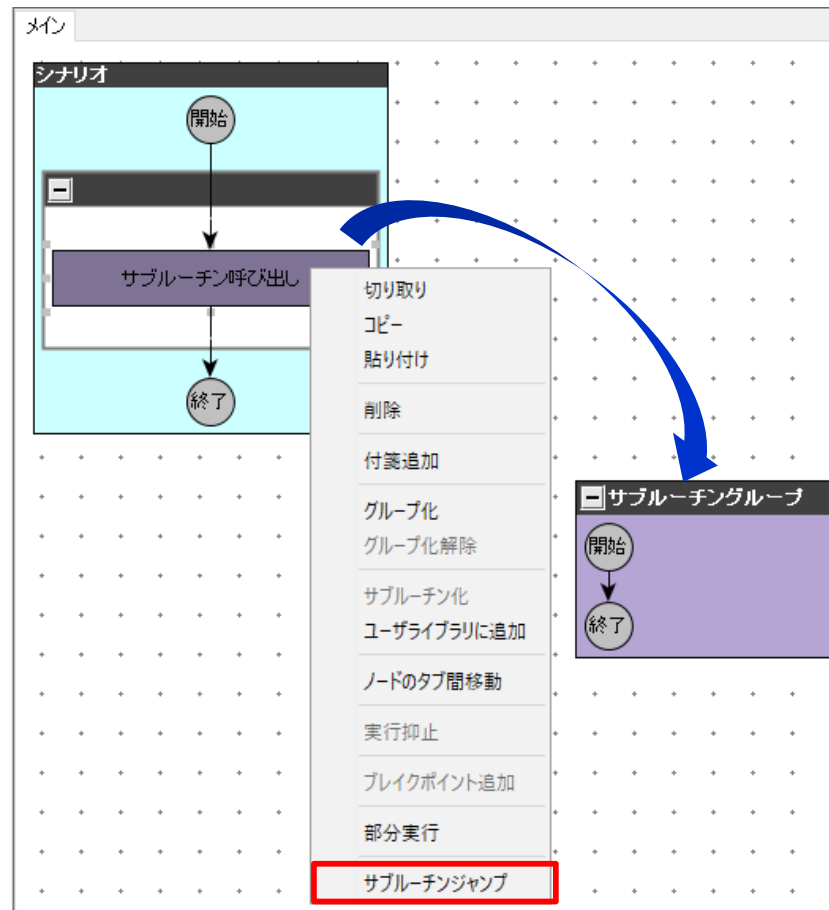 メイン
シナリオ
開始
サブルーチン呼び出し
終了
切り取り
コピー
貼り付け
削除
付箋追加
グループ化
グループ化解除
サブルーチン化
ユーザライブラリに追加
ノードのタブ間移動
実行抑止
ブレイクポイント追加
部分実行
サブルーチンジャンプ
サブルーチングループ
開始
終了